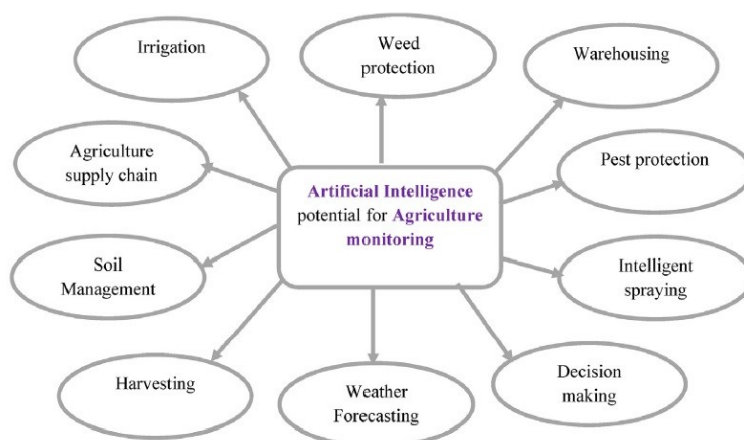 Irrigation
Weed
protection
Warehousing
Agriculture
supply chain
Artificial Intelligence
potential for Agriculture
monitoring
Pest protection
Soil
Management
Intelligent
spraying
Harvesting
Weather
Forecasting
Decision
making